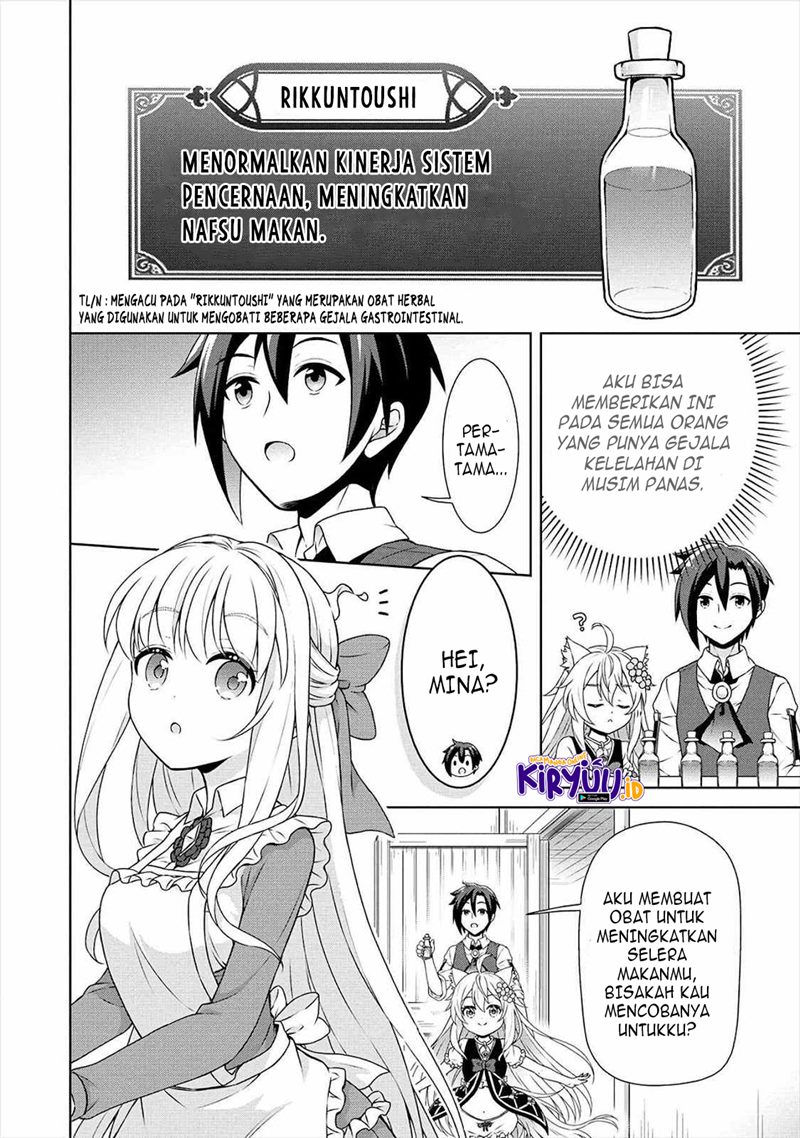 RIKKUNTOUSHI
MENORMALKAN KINERJA SISTEM
PENCERNAAN, MENINGKATKAN
NAFSU MAKAN.
TL/N : MENGACU PADA "RIKKUNTOUSHI" YANG MERUPAKAN OBAT HERBAL
YANG DIGUNAKAN UNTUK MENGOBATI BEBERAPA GEJALA GASTROINTESTINAL.
AKU BISA
MEMBERIKAN INI
PADA SEMUA ORANG
YANG PUNYA GEJALA
KELELAHAN DI
MUSIM PANAS.
?
PER-
TAMA-
TAMA...
HEI,
MINA?
KIRYUU.ID
Google Play
AKU MEMBUAT
OBAT UNTUK
MENINGKATKAN
SELERA
MAKANMU,
BISAKAH KAU
MENCOBANYA
UNTUKKU?